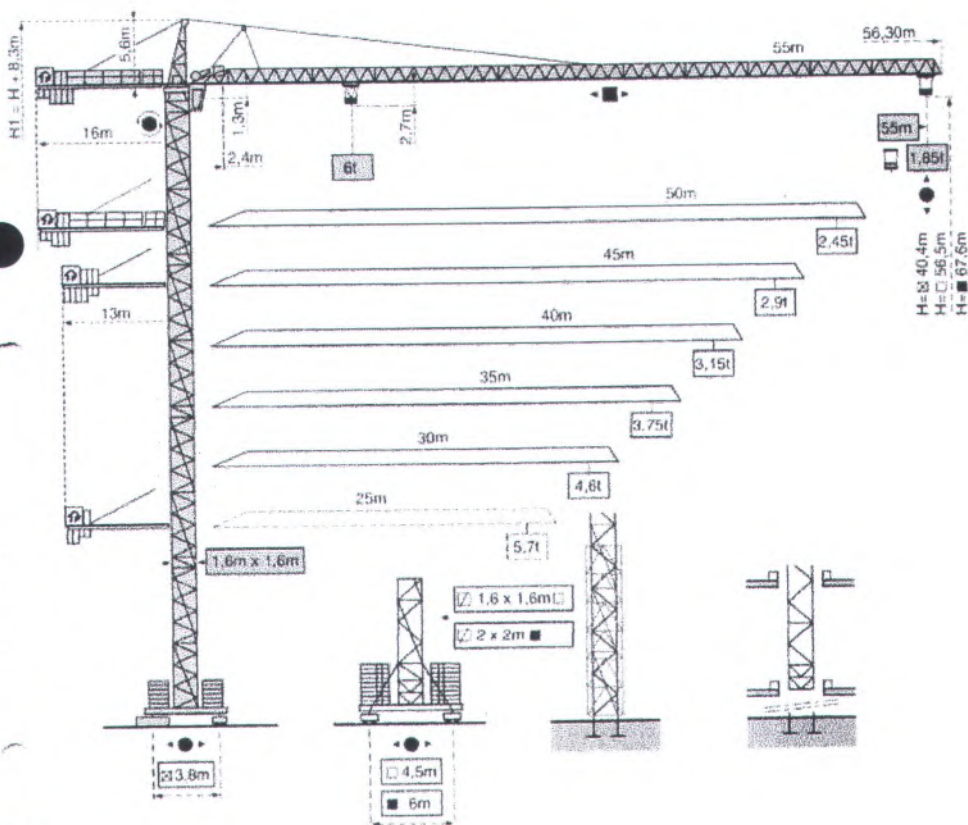 H1 = H + 8,3m
5,6m
55m
56,30m
1,3m
2,7m
16m
2,4m
6t
55m
1,85t
50m
2,45t
45m
2,9t
13m
40m
3,15t
H=⊠ 40,4m
H=□ 56,5m
H=■ 67,6m
35m
3.75t
30m
4,6t
25m
5.7t
1,6m x 1,6m
1,6 x 1,6m □
2 x 2m ■
⊠3.8m
□ 4,5m
■ 6m